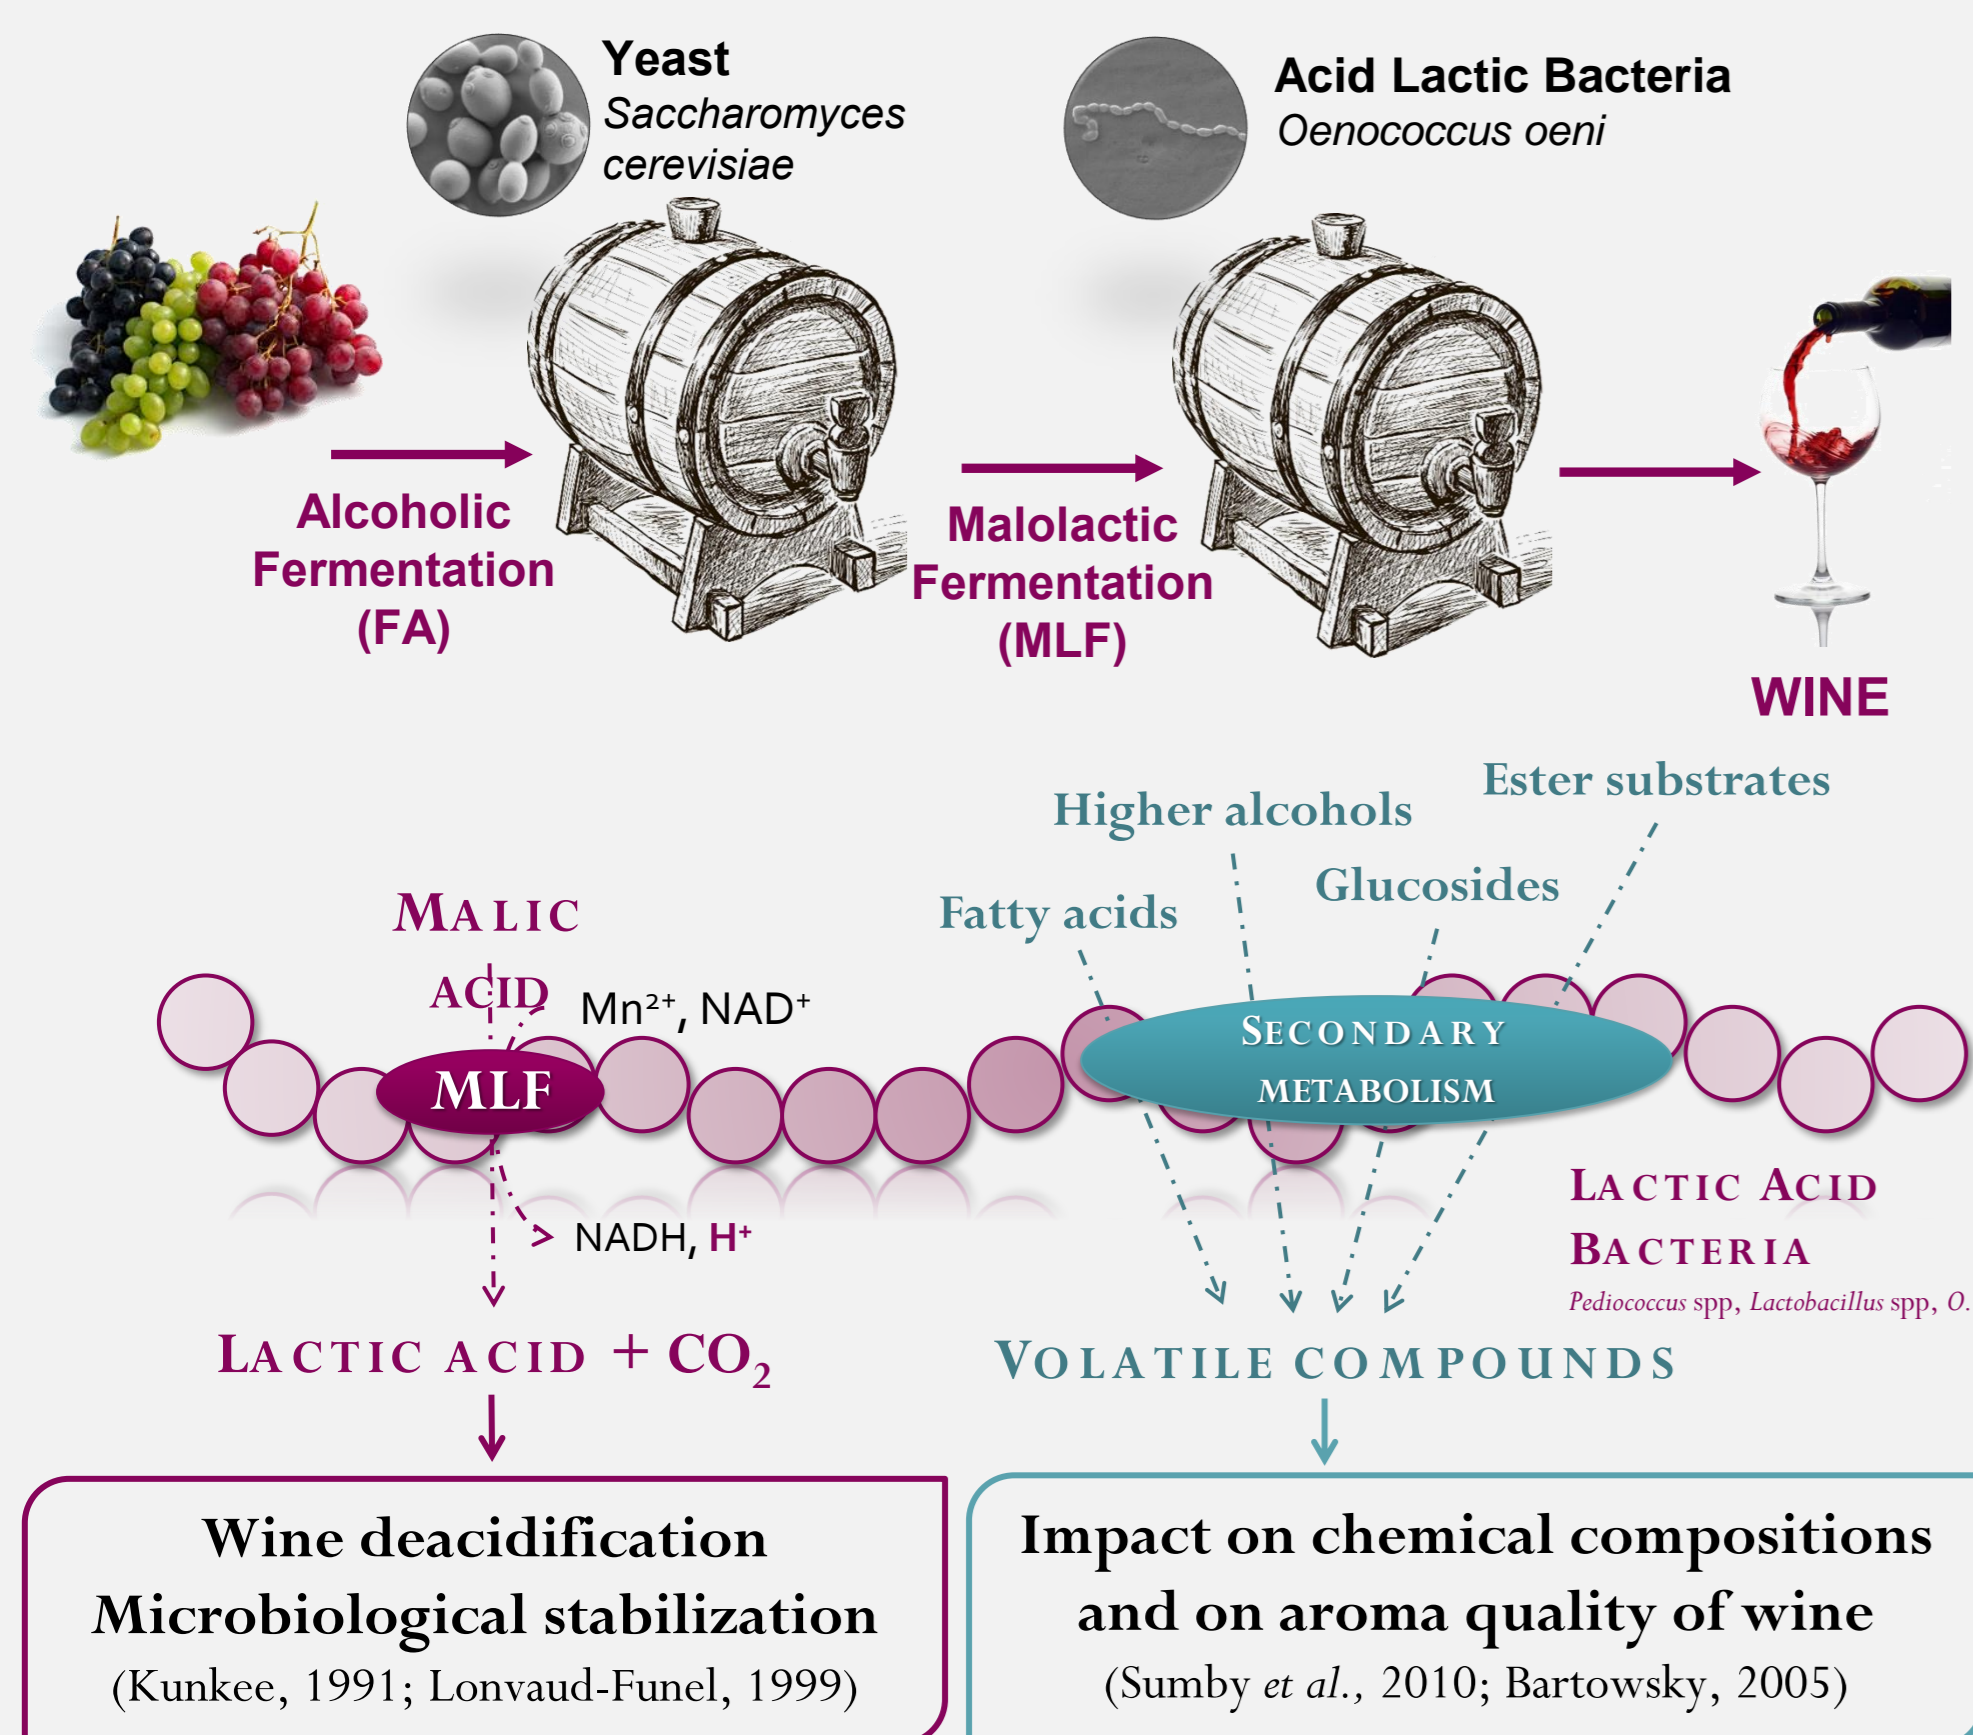 Yeast
Saccharomyces
cerevisiae
Acid Lactic Bacteria
Oenococcus oeni
Alcoholic
Fermentation
(FA)
Malolactic
Fermentation
(MLF)
WINE
Ester substrates
Higher alcohols
Glucosides
Fatty acids
MALIC
ACID
Mn²⁺, NAD⁺
MLF
SECONDARY
METABOLISM
NADH, H⁺
LACTIC ACID
BACTERIA
Pediococcus spp, Lactobacillus spp, O.
LACTIC ACID + CO₂
VOLATILE COMPOUNDS
Wine deacidification
Microbiological stabilization
(Kunkee, 1991; Lonvaud-Funel, 1999)
Impact on chemical compositions
and on aroma quality of wine
(Sumby et al., 2010; Bartowsky, 2005)